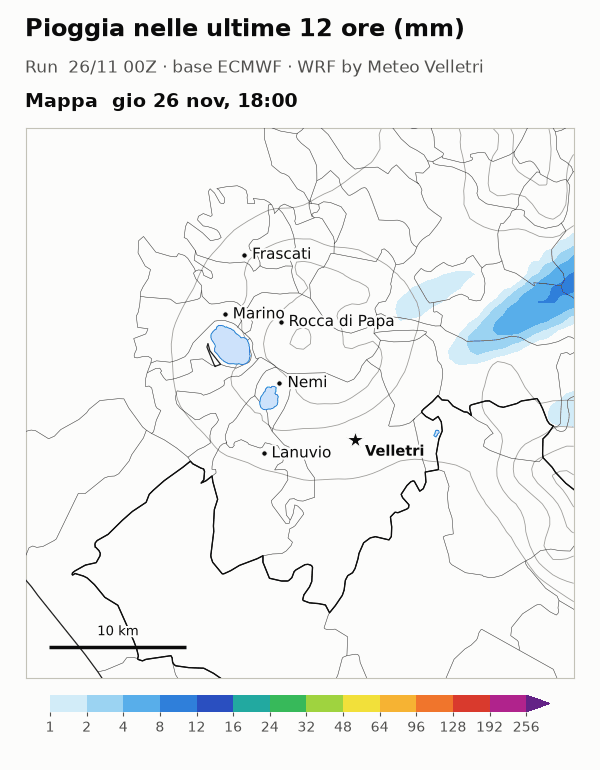 Pioggia nelle ultime 12 ore (mm)
Run  26/11 00Z · base ECMWF · WRF by Meteo Velletri
Mappa  gio 26 nov, 18:00
Frascati
Marino
Rocca di Papa
Nemi
Velletri
Lanuvio
10 km
1 2 4 8 12 16 24 32 48 64 96 128 192 256